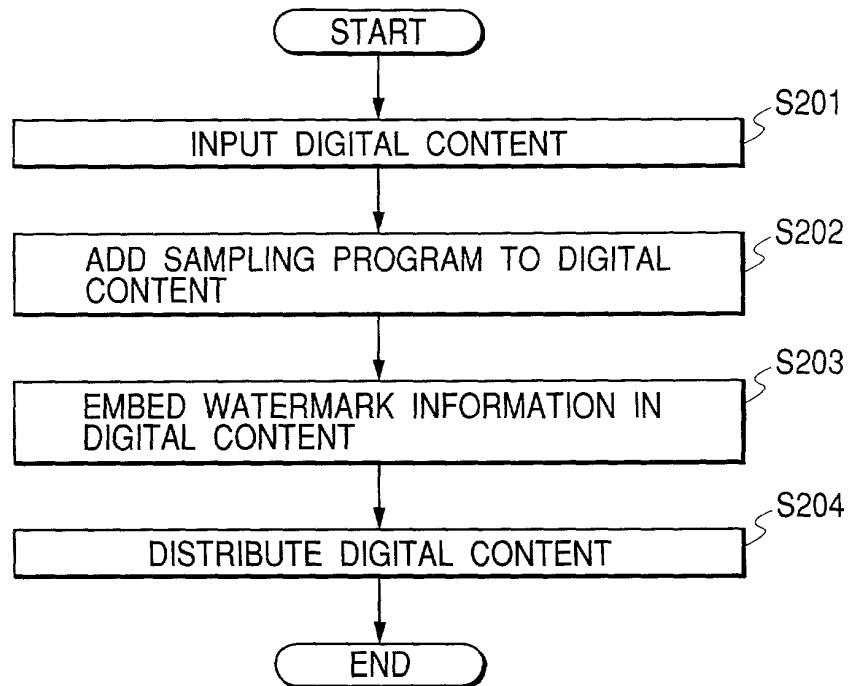 START
S201
INPUT DIGITAL CONTENT
S202
ADD SAMPLING PROGRAM TO DIGITAL
CONTENT
S203
EMBED WATERMARK INFORMATION IN
DIGITAL CONTENT
S204
DISTRIBUTE DIGITAL CONTENT
END